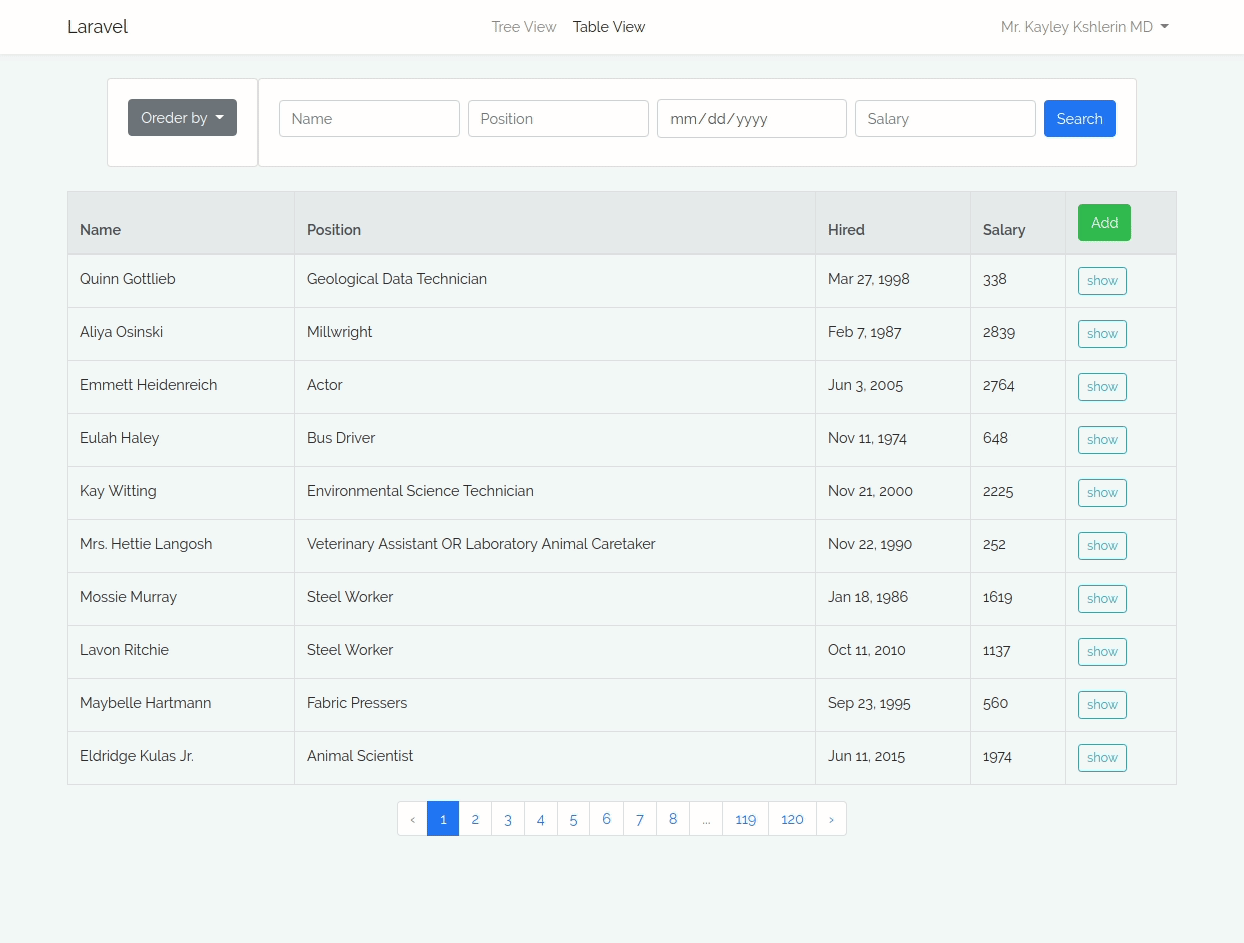 Laravel Tree View Table View Mr. Kayley Kshlerin MD
Oreder by Name Position mm/dd/yyyy Salary Search
Name Position Hired Salary Add
Quinn Gottlieb Geological Data Technician Mar 27, 1998 338 show
Aliya Osinski Millwright Feb 7, 1987 2839 show
Emmett Heidenreich Actor Jun 3, 2005 2764 show
Eulah Haley Bus Driver Nov 11, 1974 648 show
Kay Witting Environmental Science Technician Nov 21, 2000 2225 show
Mrs. Hettie Langosh Veterinary Assistant OR Laboratory Animal Caretaker Nov 22, 1990 252 show
Mossie Murray Steel Worker Jan 18, 1986 1619 show
Lavon Ritchie Steel Worker Oct 11, 2010 1137 show
Maybelle Hartmann Fabric Pressers Sep 23, 1995 560 show
Eldridge Kulas Jr. Animal Scientist Jun 11, 2015 1974 show
‹ 1 2 3 4 5 6 7 8 ... 119 120 ›